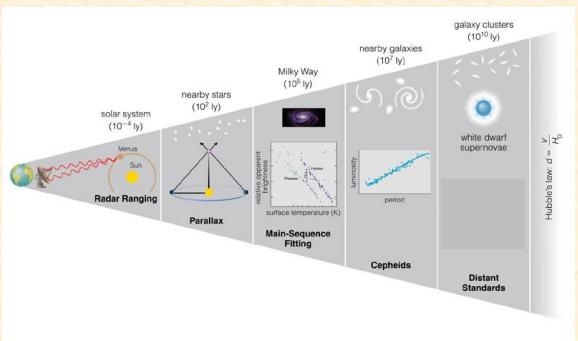 solar system
(10⁻⁴ ly)
Venus
Sun
Radar Ranging
nearby stars
(10² ly)
Parallax
Milky Way
(10⁵ ly)
relative apparent
brightness
Pleiades
Hyades
surface temperature (K)
Main-Sequence
Fitting
nearby galaxies
(10⁷ ly)
luminosity
period
Cepheids
galaxy clusters
(10¹⁰ ly)
white dwarf
supernovae
Distant
Standards
Hubble's law: d = v/H₀